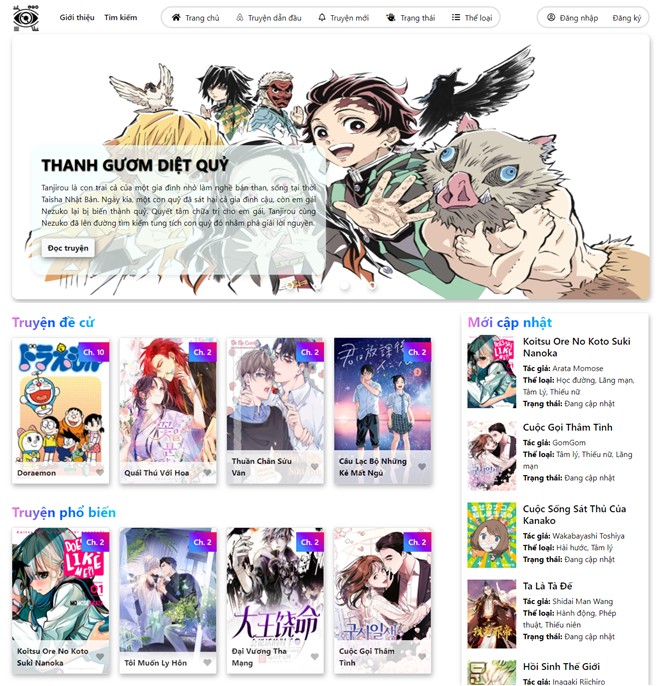 Giới thiệu
Tìm kiếm
Trang chủ
Truyện dẫn đầu
Truyện mới
Trạng thái
Thể loại
Đăng nhập
Đăng ký
THANH GƯƠM DIỆT QUỶ
Tanjirou là con trai cả của một gia đình nhỏ làm nghề bán than, sống tại thời
Taisha Nhật Bản. Ngày kia, một con quỷ đã sát hại cả gia đình cậu, còn em gái
Nezuko lại bị biến thành quỷ. Quyết tâm chữa trị cho em gái, Tanjirou cùng
Nezuko đã lên đường tìm kiếm tung tích con quỷ đó nhằm phá giải lời nguyền.
Đọc truyện
Truyện đề cử
Ch. 10
Doraemon
Ch. 2
Quái Thú Với Hoa
Ch. 2
Thuần Chân Sửu
Văn
Ch. 2
3
Câu Lạc Bộ Những
Kẻ Mất Ngủ
Truyện phổ biến
Ch. 2
DOES
LIKE
ME?!
01
Koitsu Ore No Koto
Suki Nanoka
Ch. 2
Tôi Muốn Ly Hôn
Ch. 2
大王饶命
Đại Vương Tha
Mạng
Ch. 2
구사일생
Cuộc Gọi Thâm
Tình
Mới cập nhật
Koitsu Ore No Koto Suki
Nanoka
Tác giả: Arata Momose
Thể loại: Học đường, Lãng mạn,
Tâm Lý, Thiếu nữ
Trạng thái: Đang cập nhật
Cuộc Gọi Thâm Tình
Tác giả: GomGom
Thể loại: Tâm lý, Thiếu nữ, Lãng
mạn
Trạng thái: Đang cập nhật
Cuộc Sống Sát Thủ Của
Kanako
Tác giả: Wakabayashi Toshiya
Thể loại: Hài hước, Tâm lý
Trạng thái: Đang cập nhật
Ta Là Tà Đế
Tác giả: Shidai Man Wang
Thể loại: Hành động, Phép
thuật, Thiếu niên
Trạng thái: Đang cập nhật
Hồi Sinh Thế Giới
Tác giả: Inagaki Riichiro